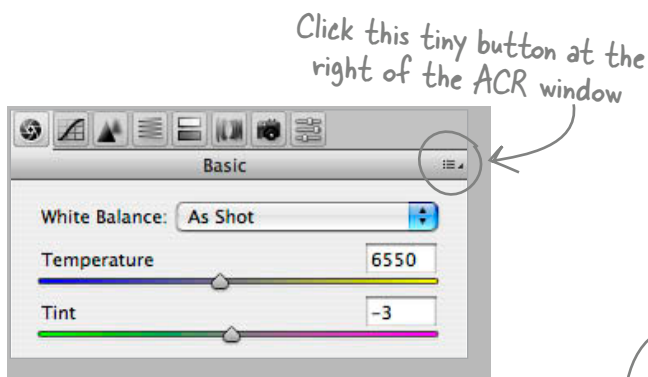 Click this tiny button at the
right of the ACR window
Basic
White Balance: As Shot
Temperature 6550
Tint -3